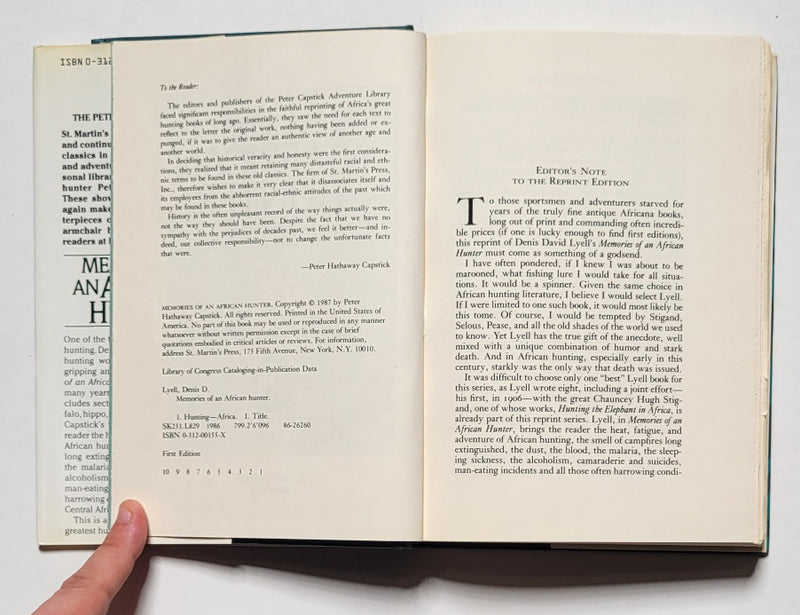 ISBN 0-312
THE PET
St. Martin's
and continu
classics in
and advent
sonal librar
hunter Pet
These show
again make
terpieces o
armchair h
readers at h
ME
AN A
H
One of the f
hunting, De
hunting wo
gripping an
of an Africa
many years
cludes sect
falo, hippo,
Capstick's
reader the h
African hun
long exting
the malaria
alcoholism
man-eating
harrowing c
Central Afri
This is a
greatest hu
To the Reader:
The editors and publishers of the Peter Capstick Adventure Library
faced significant responsibilities in the faithful reprinting of Africa's great
hunting books of long ago. Essentially, they saw the need for each text to
reflect to the letter the original work, nothing having been added or ex-
punged, if it was to give the reader an authentic view of another age and
another world.
In deciding that historical veracity and honesty were the first considera-
tions, they realized that it meant retaining many distasteful racial and eth-
nic terms to be found in these old classics. The firm of St. Martin's Press,
Inc., therefore wishes to make it very clear that it disassociates itself and
its employees from the abhorrent racial-ethnic attitudes of the past which
may be found in these books.
History is the often unpleasant record of the way things actually were,
not the way they should have been. Despite the fact that we have no
sympathy with the prejudices of decades past, we feel it better—and in-
deed, our collective responsibility—not to change the unfortunate facts
that were.
—Peter Hathaway Capstick
MEMORIES OF AN AFRICAN HUNTER. Copyright © 1987 by Peter
Hathaway Capstick. All rights reserved. Printed in the United States of
America. No part of this book may be used or reproduced in any manner
whatsoever without written permission except in the case of brief
quotations embodied in critical articles or reviews. For information,
address St. Martin's Press, 175 Fifth Avenue, New York, N.Y. 10010.
Library of Congress Cataloging-in-Publication Data
Lyell, Denis D.
Memories of an African hunter.
1. Hunting—Africa. I. Title.
SK251.L829 1986 799.2'6'096 86-26260
ISBN 0-312-00155-X
First Edition
10 9 8 7 6 5 4 3 2 1
EDITOR'S NOTE
TO THE REPRINT EDITION
To those sportsmen and adventurers starved for
years of the truly fine antique Africana books,
long out of print and commanding often incredi-
ble prices (if one is lucky enough to find first editions),
this reprint of Denis David Lyell's Memories of an African
Hunter must come as something of a godsend.
I have often pondered, if I knew I was about to be
marooned, what fishing lure I would take for all situa-
tions. It would be a spinner. Given the same choice in
African hunting literature, I believe I would select Lyell.
If I were limited to one such book, it would most likely be
this tome. Of course, I would be tempted by Stigand,
Selous, Pease, and all the old shades of the world we used
to know. Yet Lyell has the true gift of the anecdote, well
mixed with a unique combination of humor and stark
death. And in African hunting, especially early in this
century, starkly was the only way that death was issued.
It was difficult to choose only one "best" Lyell book for
this series, as Lyell wrote eight, including a joint effort—
his first, in 1906—with the great Chauncey Hugh Stig-
and, one of whose works, Hunting the Elephant in Africa, is
already part of this reprint series. Lyell, in Memories of an
African Hunter, brings the reader the heat, fatigue, and
adventure of African hunting, the smell of campfires long
extinguished, the dust, the blood, the malaria, the sleep-
ing sickness, the alcoholism, camaraderie and suicides,
man-eating incidents and all those often harrowing condi-